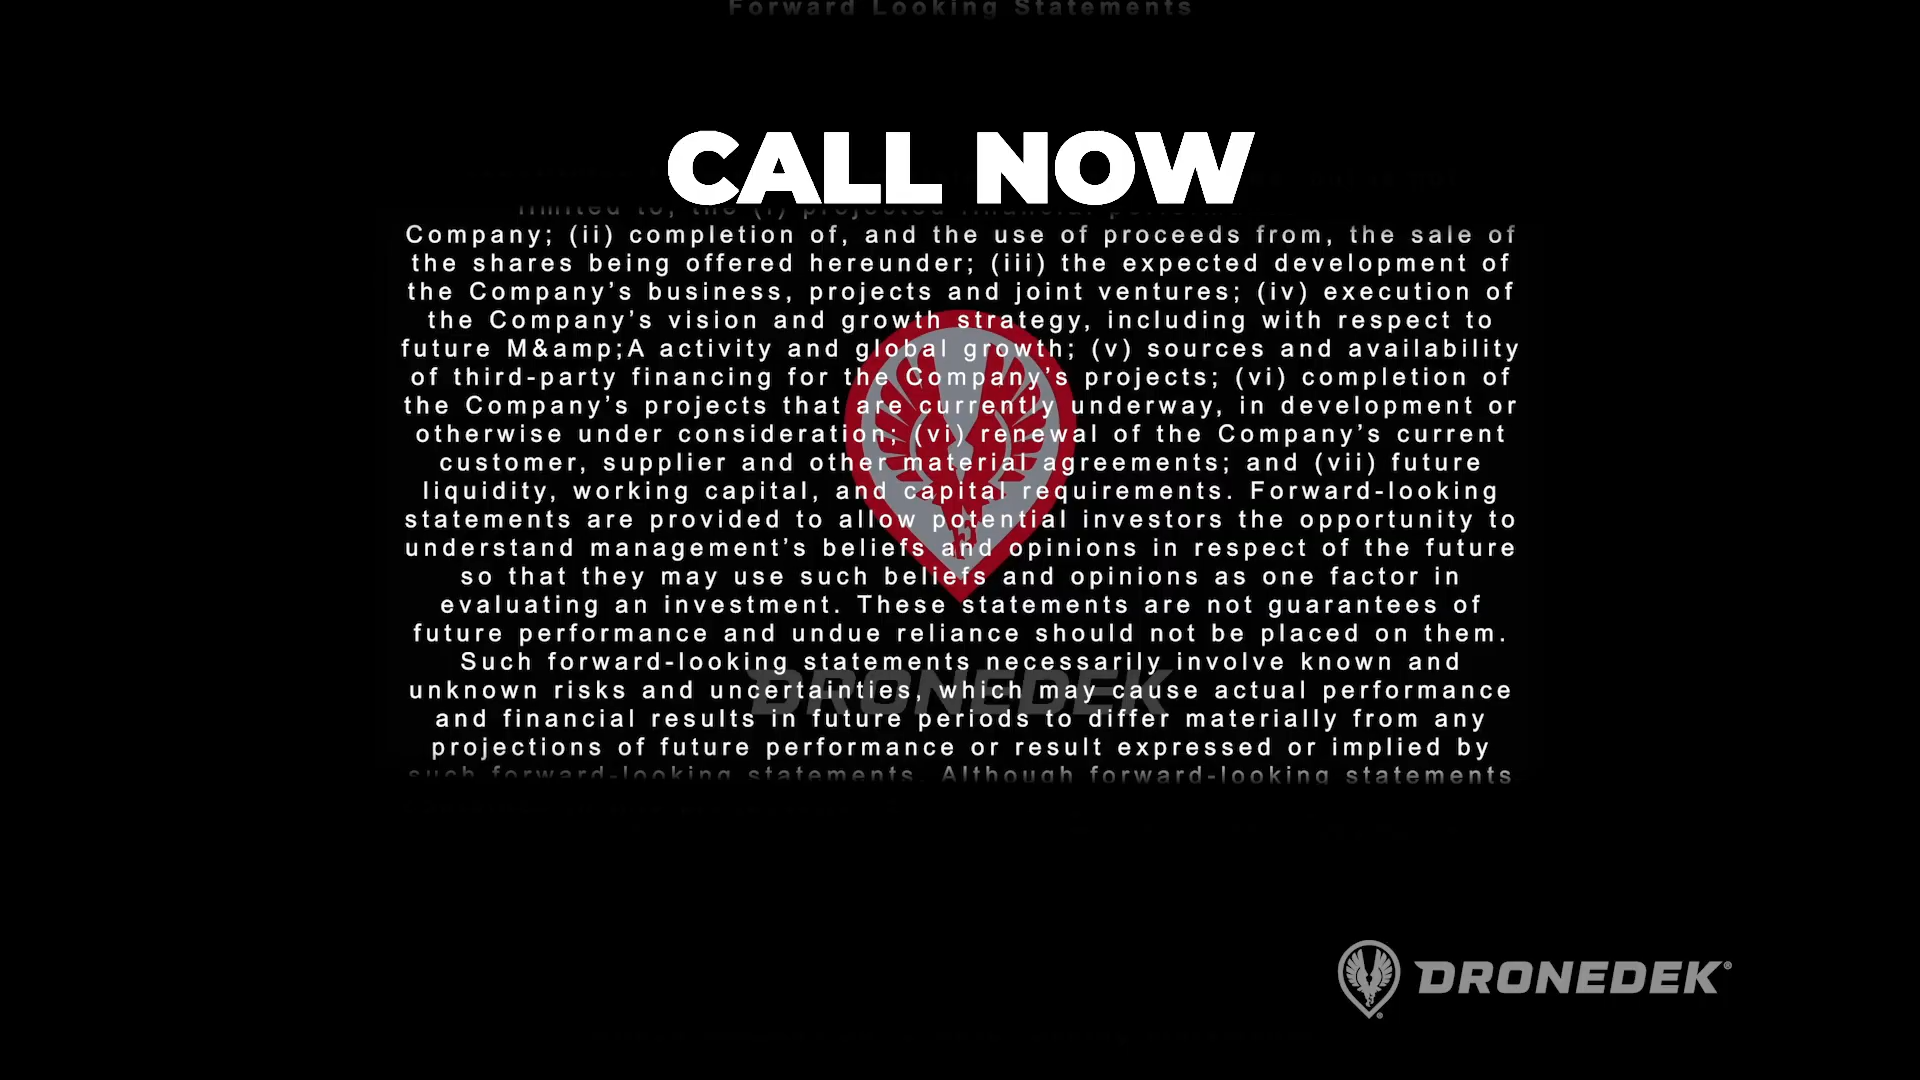 Forward Looking Statements
CALL NOW
limited to, the (i) projected financial
Company; (ii) completion of, and the use of proceeds from, the sale of
the shares being offered hereunder; (iii) the expected development of
the Company’s business, projects and joint ventures; (iv) execution of
the Company’s vision and growth strategy, including with respect to
future M&amp;A activity and global growth; (v) sources and availability
of third-party financing for the Company’s projects; (vi) completion of
the Company’s projects that are currently underway, in development or
otherwise under consideration; (vi) renewal of the Company’s current
customer, supplier and other material agreements; and (vii) future
liquidity, working capital, and capital requirements. Forward-looking
statements are provided to allow potential investors the opportunity to
understand management’s beliefs and opinions in respect of the future
so that they may use such beliefs and opinions as one factor in
evaluating an investment. These statements are not guarantees of
future performance and undue reliance should not be placed on them.
Such forward-looking statements necessarily involve known and
unknown risks and uncertainties, which may cause actual performance
DRONEDEK
and financial results in future periods to differ materially from any
projections of future performance or result expressed or implied by
such forward-looking statements. Although forward-looking statements
DRONEDEK®